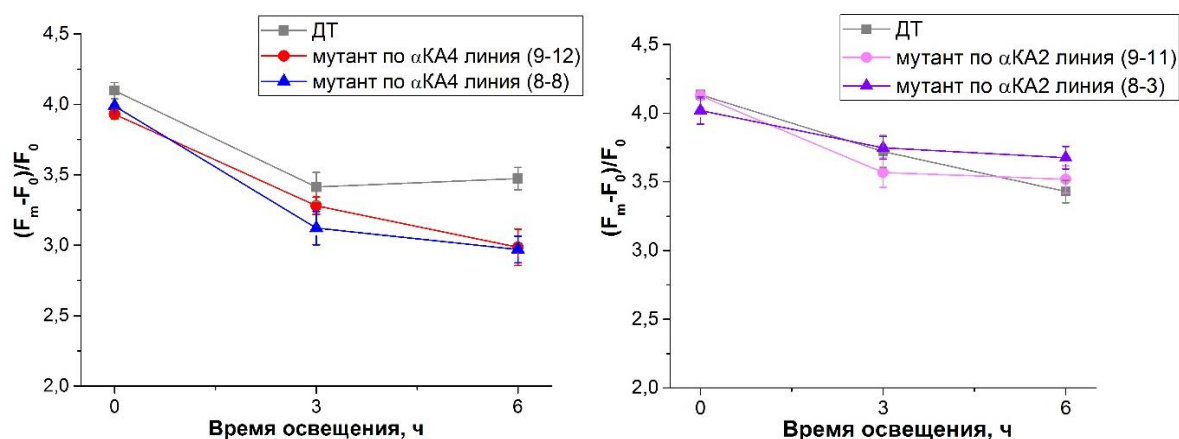 ДТ
мутант по αКА4 линия (9-12)
мутант по αКА4 линия (8-8)
4,5
4,0
3,5
3,0
2,5
2,0
(Fm-F0)/F0
0
3
6
Время освещения, ч
ДТ
мутант по αКА2 линия (9-11)
мутант по αКА2 линия (8-3)
4,5
4,0
3,5
3,0
2,5
2,0
(Fm-F0)/F0
0
3
6
Время освещения, ч